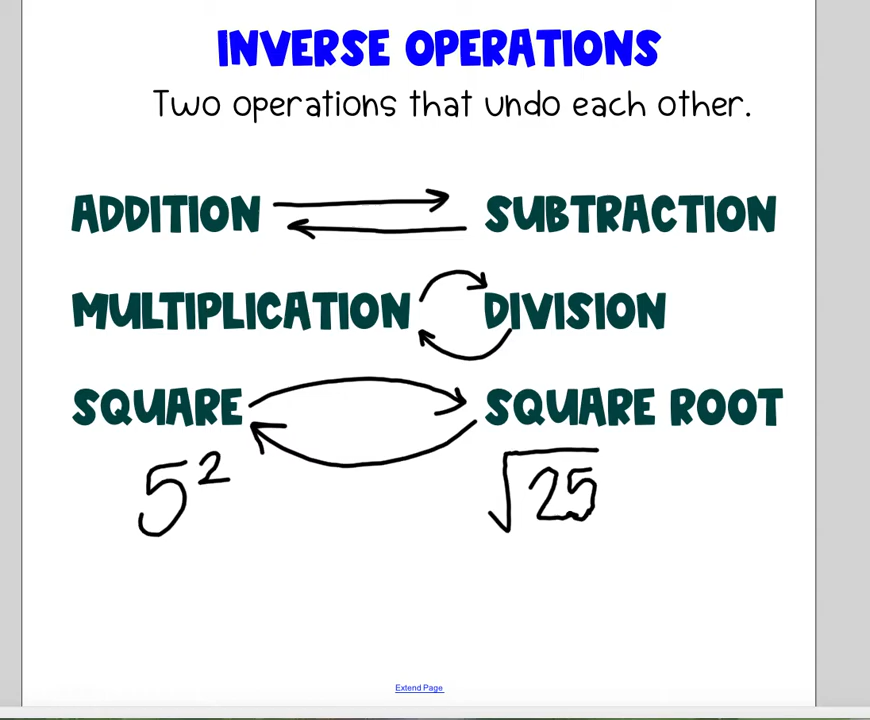 INVERSE OPERATIONS
Two operations that undo each other.
ADDITION SUBTRACTION
MULTIPLICATION DIVISION
SQUARE SQUARE ROOT
5² √25
Extend Page